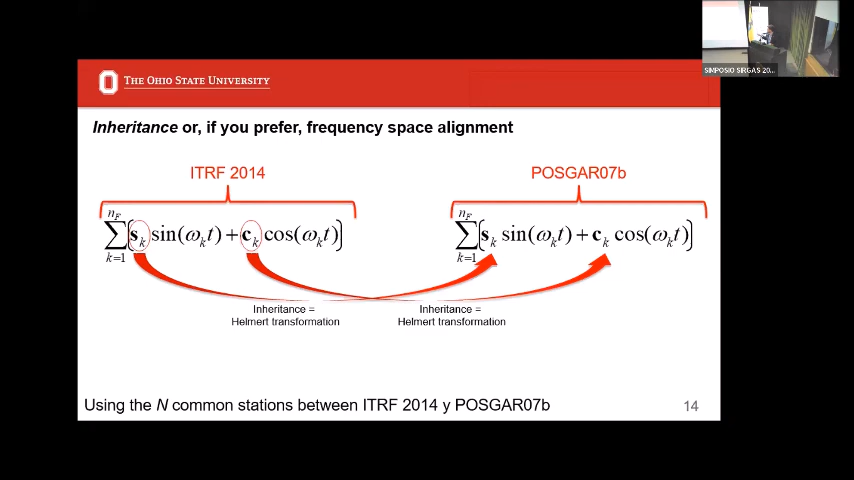 SIMPOSIO SIRGAS 20...
THE OHIO STATE UNIVERSITY
Inheritance or, if you prefer, frequency space alignment
ITRF 2014
POSGAR07b
∑_{k=1}^{n_F} [s_k sin(ω_k t) + c_k cos(ω_k t)]
∑_{k=1}^{n_F} [s_k sin(ω_k t) + c_k cos(ω_k t)]
Inheritance =
Helmert transformation
Inheritance =
Helmert transformation
Using the N common stations between ITRF 2014 y POSGAR07b
14